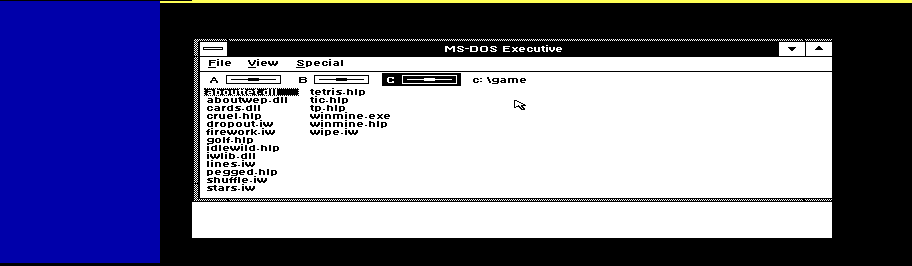 MS-DOS Executive
File View Special
A B C c: \game
abouttet.dll tetris.hlp
aboutwep.dll tic.hlp
cards.dll tp.hlp
cruel.hlp winmine.exe
dropout.iw winmine.hlp
firework.iw wipe.iw
golf.hlp
idlewild.hlp
iwlib.dll
lines.iw
pegged.hlp
shuffle.iw
stars.iw